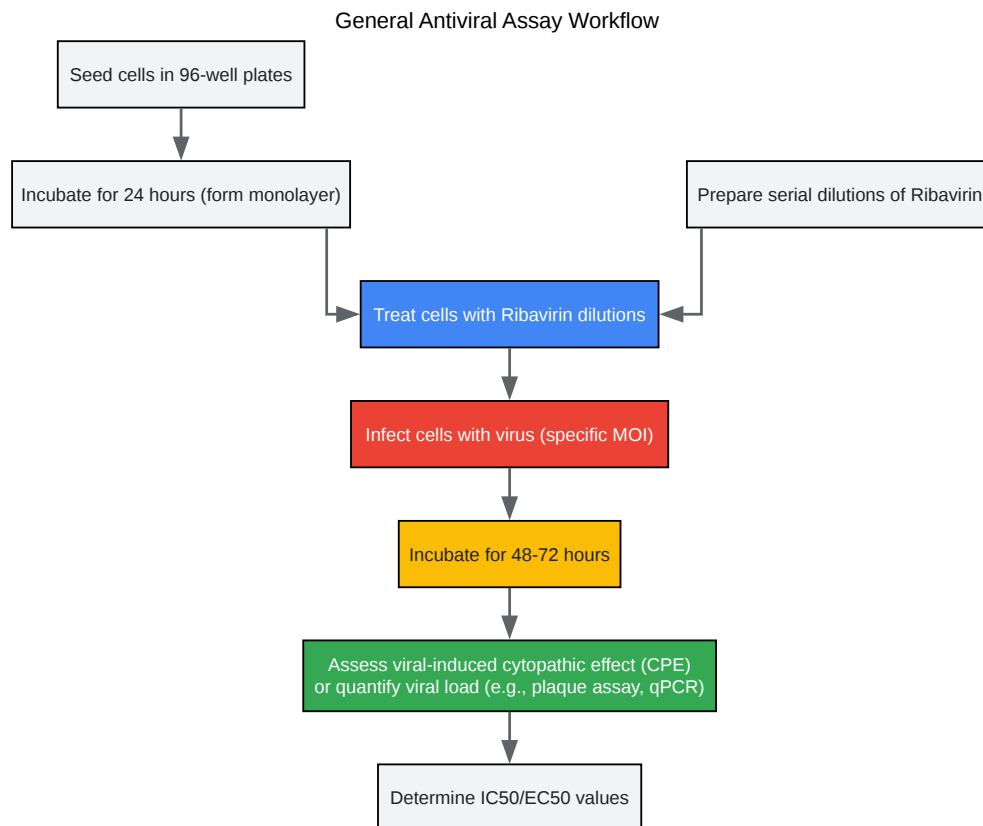 General Antiviral Assay Workflow
Seed cells in 96-well plates
Incubate for 24 hours (form monolayer)
Prepare serial dilutions of Ribavirin
Treat cells with Ribavirin dilutions
Infect cells with virus (specific MOI)
Incubate for 48-72 hours
Assess viral-induced cytopathic effect (CPE)
or quantify viral load (e.g., plaque assay, qPCR)
Determine IC50/EC50 values